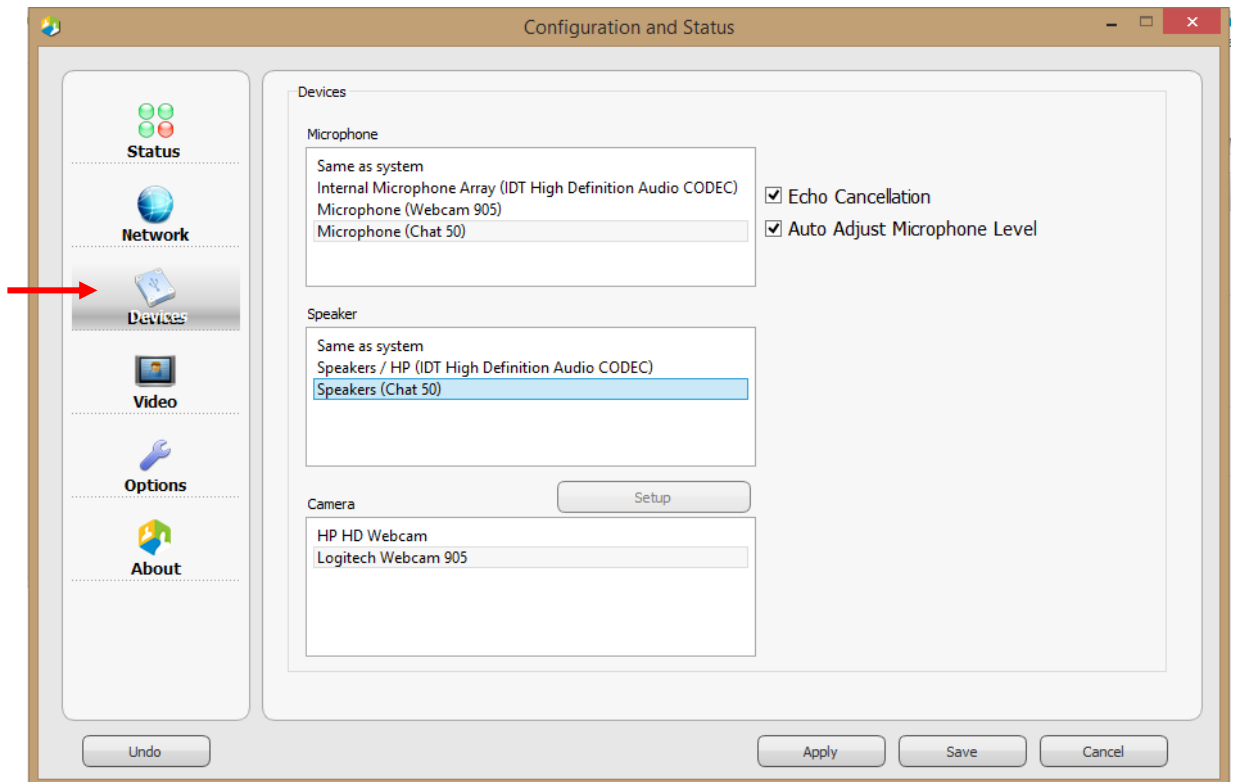 Configuration and Status
Status
Network
Devices
Video
Options
About
Devices
Microphone
Same as system
Internal Microphone Array (IDT High Definition Audio CODEC)
Microphone (Webcam 905)
Microphone (Chat 50)
Echo Cancellation
Auto Adjust Microphone Level
Speaker
Same as system
Speakers / HP (IDT High Definition Audio CODEC)
Speakers (Chat 50)
Setup
Camera
HP HD Webcam
Logitech Webcam 905
Undo
Apply
Save
Cancel